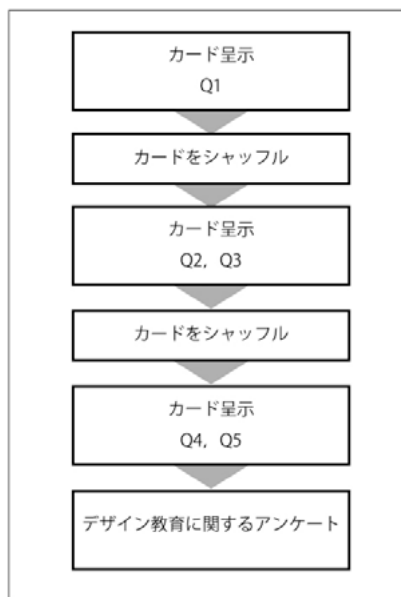 カード呈示
Q1
カードをシャッフル
カード呈示
Q2, Q3
カードをシャッフル
カード呈示
Q4, Q5
デザイン教育に関するアンケート